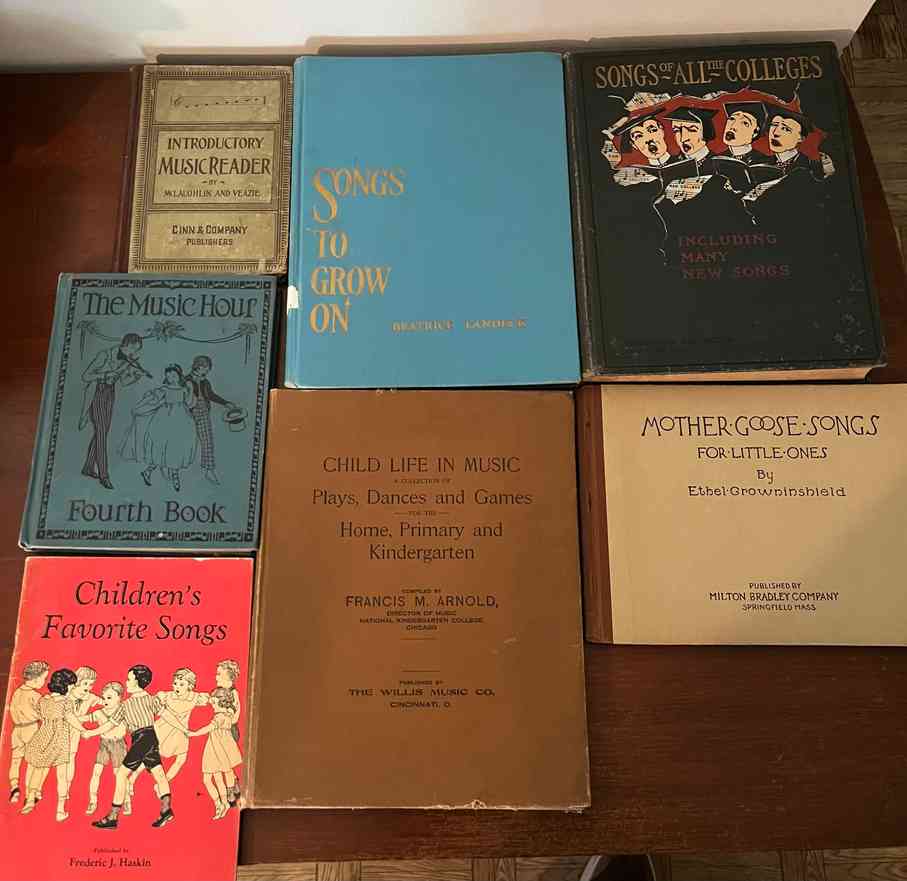 INTRODUCTORY
MUSIC READER
BY
MCLAUGHLIN AND VEAZIE
GINN & COMPANY
PUBLISHERS
SONGS
TO
GROW
ON
BEATRICE LANDECK
SONGS OF ALL THE COLLEGES
INCLUDING
MANY
NEW SONGS
The Music Hour
Fourth Book
CHILD LIFE IN MUSIC
A COLLECTION OF
Plays, Dances and Games
FOR THE
Home, Primary and
Kindergarten
COMPILED BY
FRANCIS M. ARNOLD,
DIRECTOR OF MUSIC
NATIONAL KINDERGARTEN COLLEGE,
CHICAGO
PUBLISHED BY
THE WILLIS MUSIC CO.
CINCINNATI, O.
MOTHER·GOOSE·SONGS
FOR·LITTLE·ONES
By
Ethel·Crowninshield
PUBLISHED BY
MILTON BRADLEY COMPANY
SPRINGFIELD MASS
Children's
Favorite Songs
Published by
Frederic J. Haskin